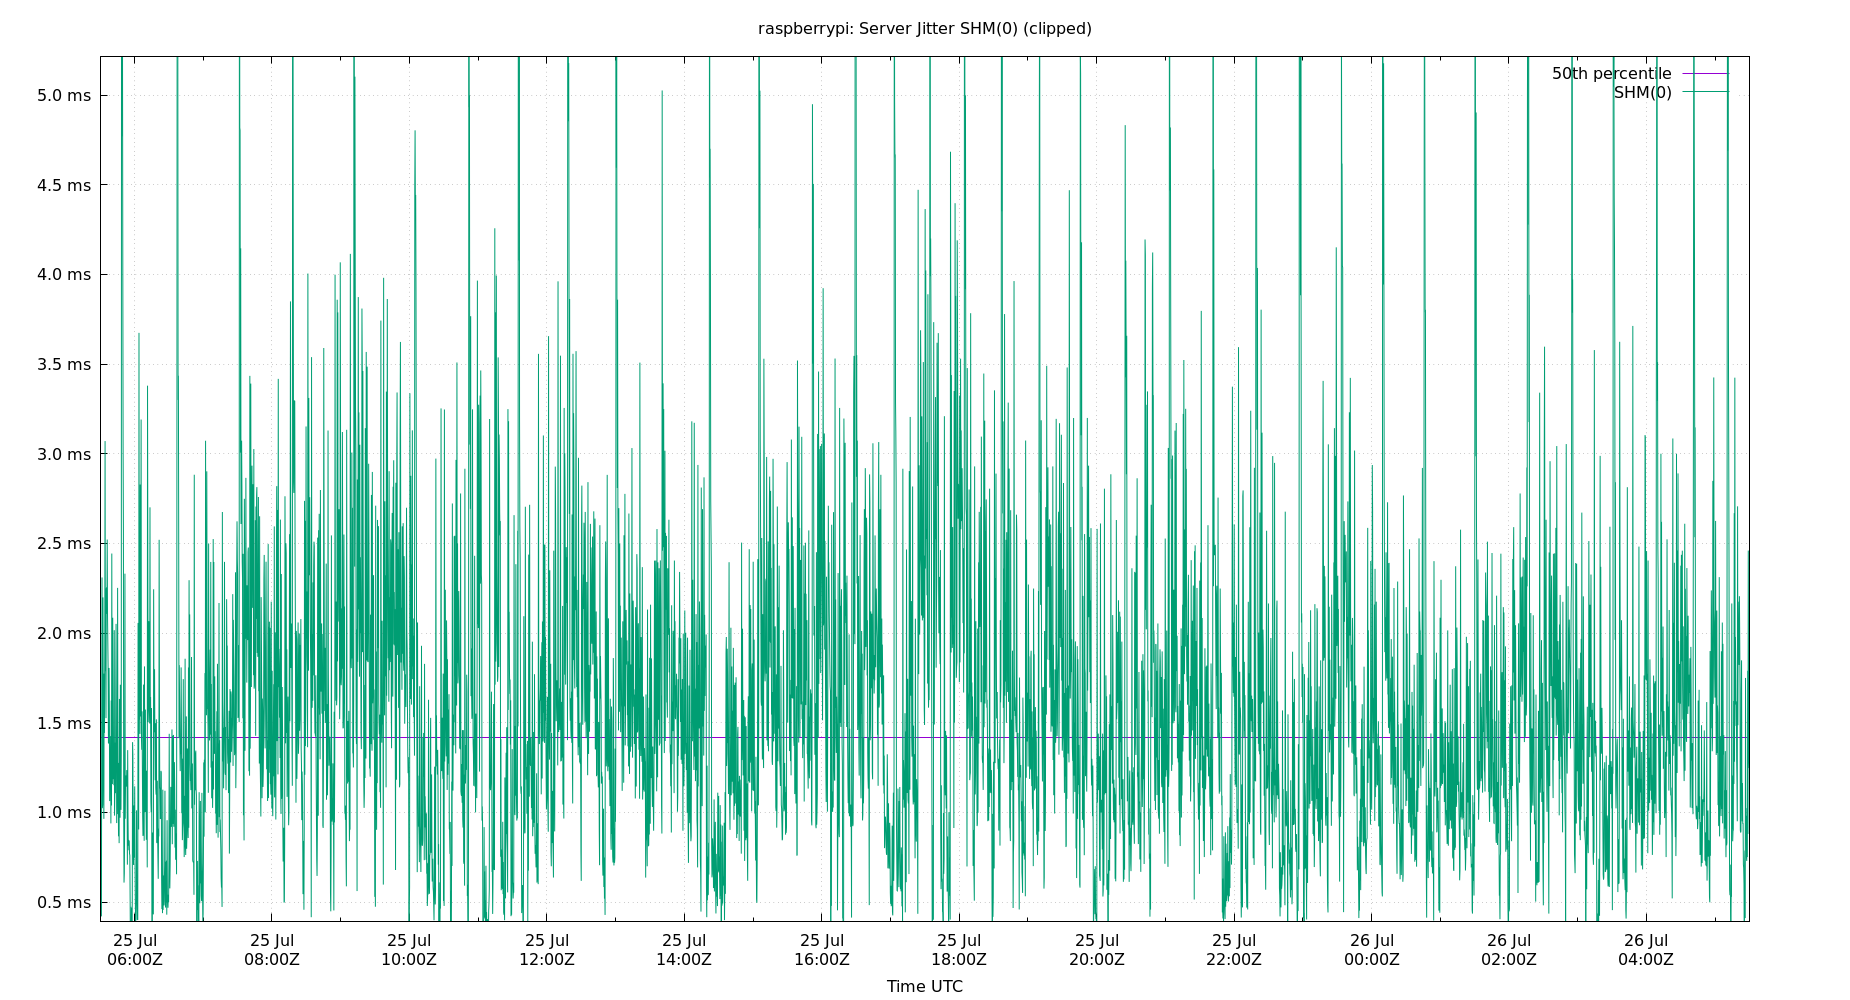 raspberrypi: Server Jitter SHM(0) (clipped)
50th percentile
SHM(0)
5.0 ms
4.5 ms
4.0 ms
3.5 ms
3.0 ms
2.5 ms
2.0 ms
1.5 ms
1.0 ms
0.5 ms
25 Jul 25 Jul 25 Jul 25 Jul 25 Jul 25 Jul 25 Jul 25 Jul 25 Jul 26 Jul 26 Jul 26 Jul
06:00Z 08:00Z 10:00Z 12:00Z 14:00Z 16:00Z 18:00Z 20:00Z 22:00Z 00:00Z 02:00Z 04:00Z
Time UTC